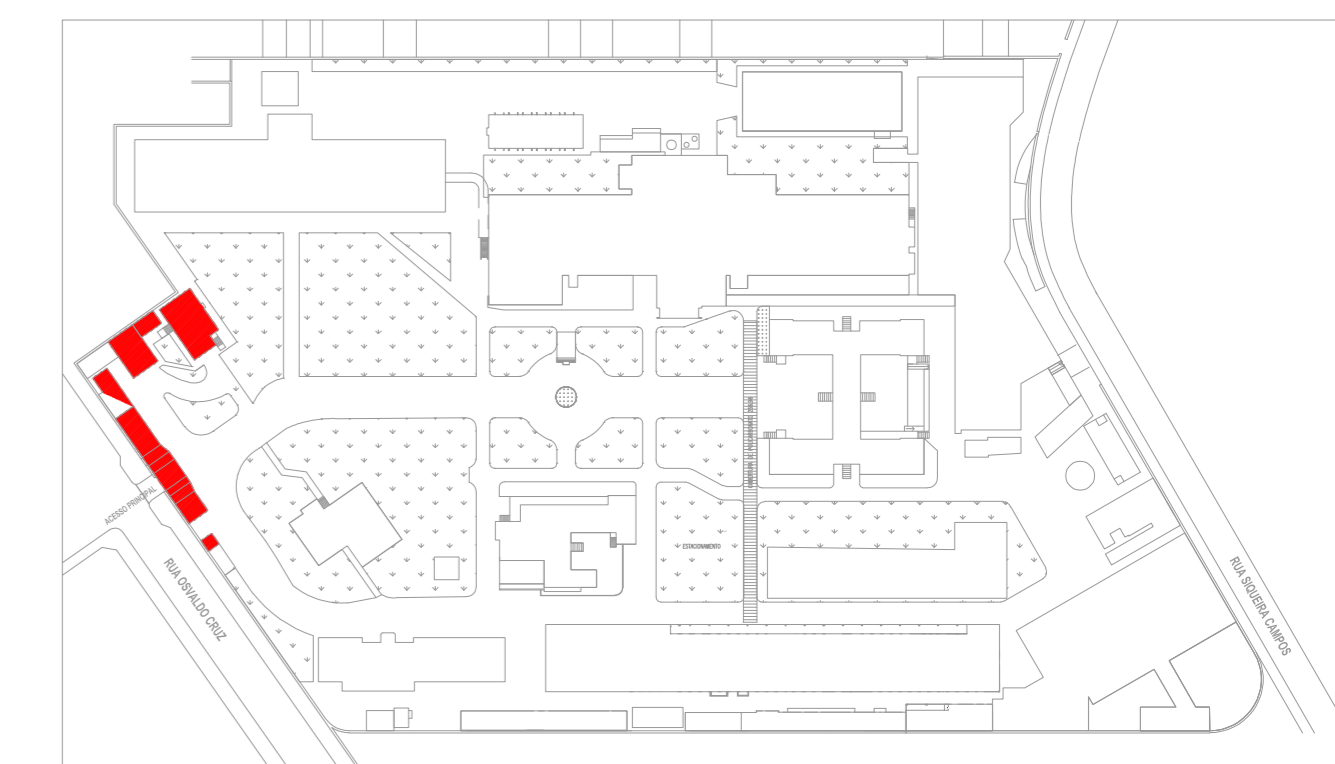 ACESSO PRINCIPAL
RUA OSVALDO CRUZ
ESTACIONAMENTO
RUA SIQUEIRA CAMPOS